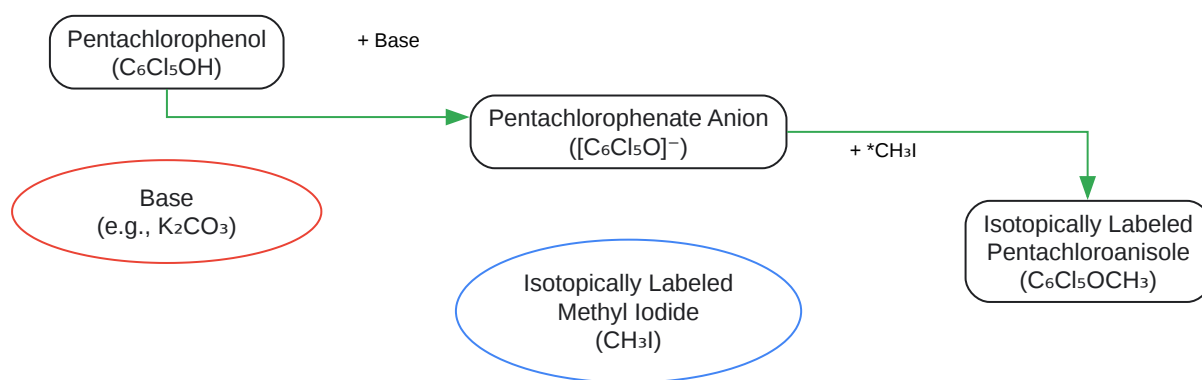 Pentachlorophenol
(C₆Cl₅OH)
+ Base
Pentachlorophenate Anion
([C₆Cl₅O]⁻)
+ *CH₃I
Base
(e.g., K₂CO₃)
Isotopically Labeled
Pentachloroanisole
(C₆Cl₅OCH₃)
Isotopically Labeled
Methyl Iodide
(CH₃I)